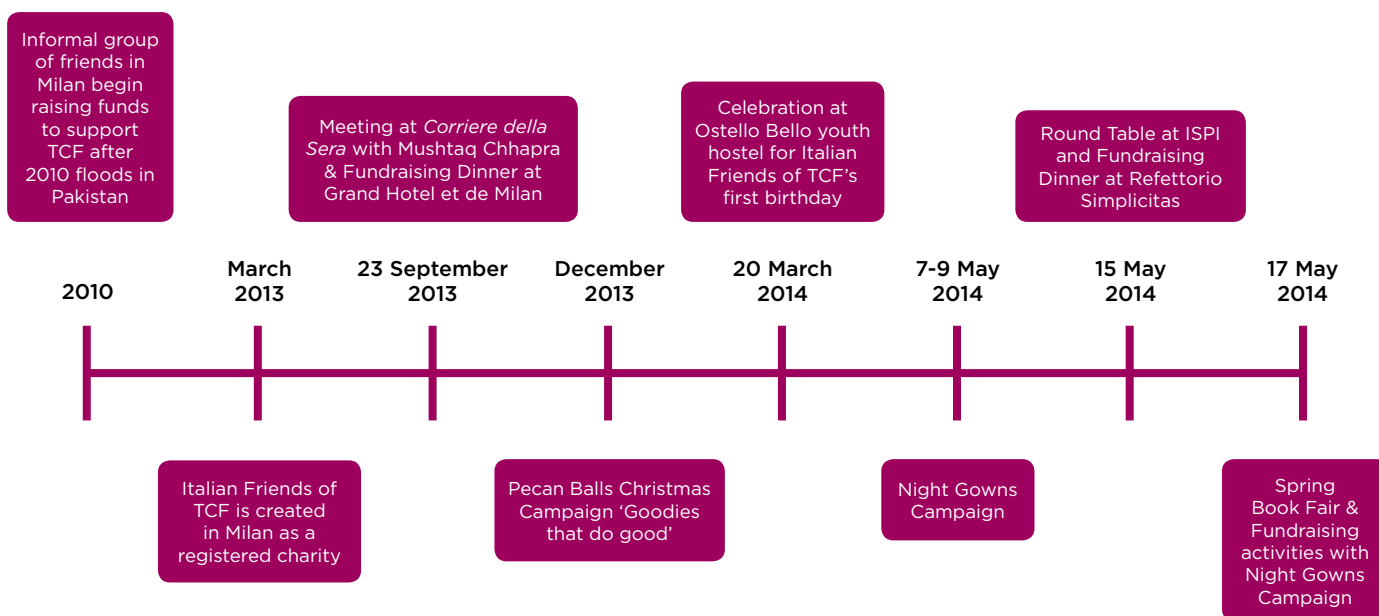 Informal group
of friends in
Milan begin
raising funds
to support
TCF after
2010 floods in
Pakistan
Meeting at Corriere della
Sera with Mushtaq Chhapra
& Fundraising Dinner at
Grand Hotel et de Milan
Celebration at
Ostello Bello youth
hostel for Italian
Friends of TCF’s
first birthday
Round Table at ISPI
and Fundraising
Dinner at Refettorio
Simplicitas
2010
March
2013
23 September
2013
December
2013
20 March
2014
7-9 May
2014
15 May
2014
17 May
2014
Italian Friends of
TCF is created
in Milan as a
registered charity
Pecan Balls Christmas
Campaign ‘Goodies
that do good’
Night Gowns
Campaign
Spring
Book Fair &
Fundraising
activities with
Night Gowns
Campaign